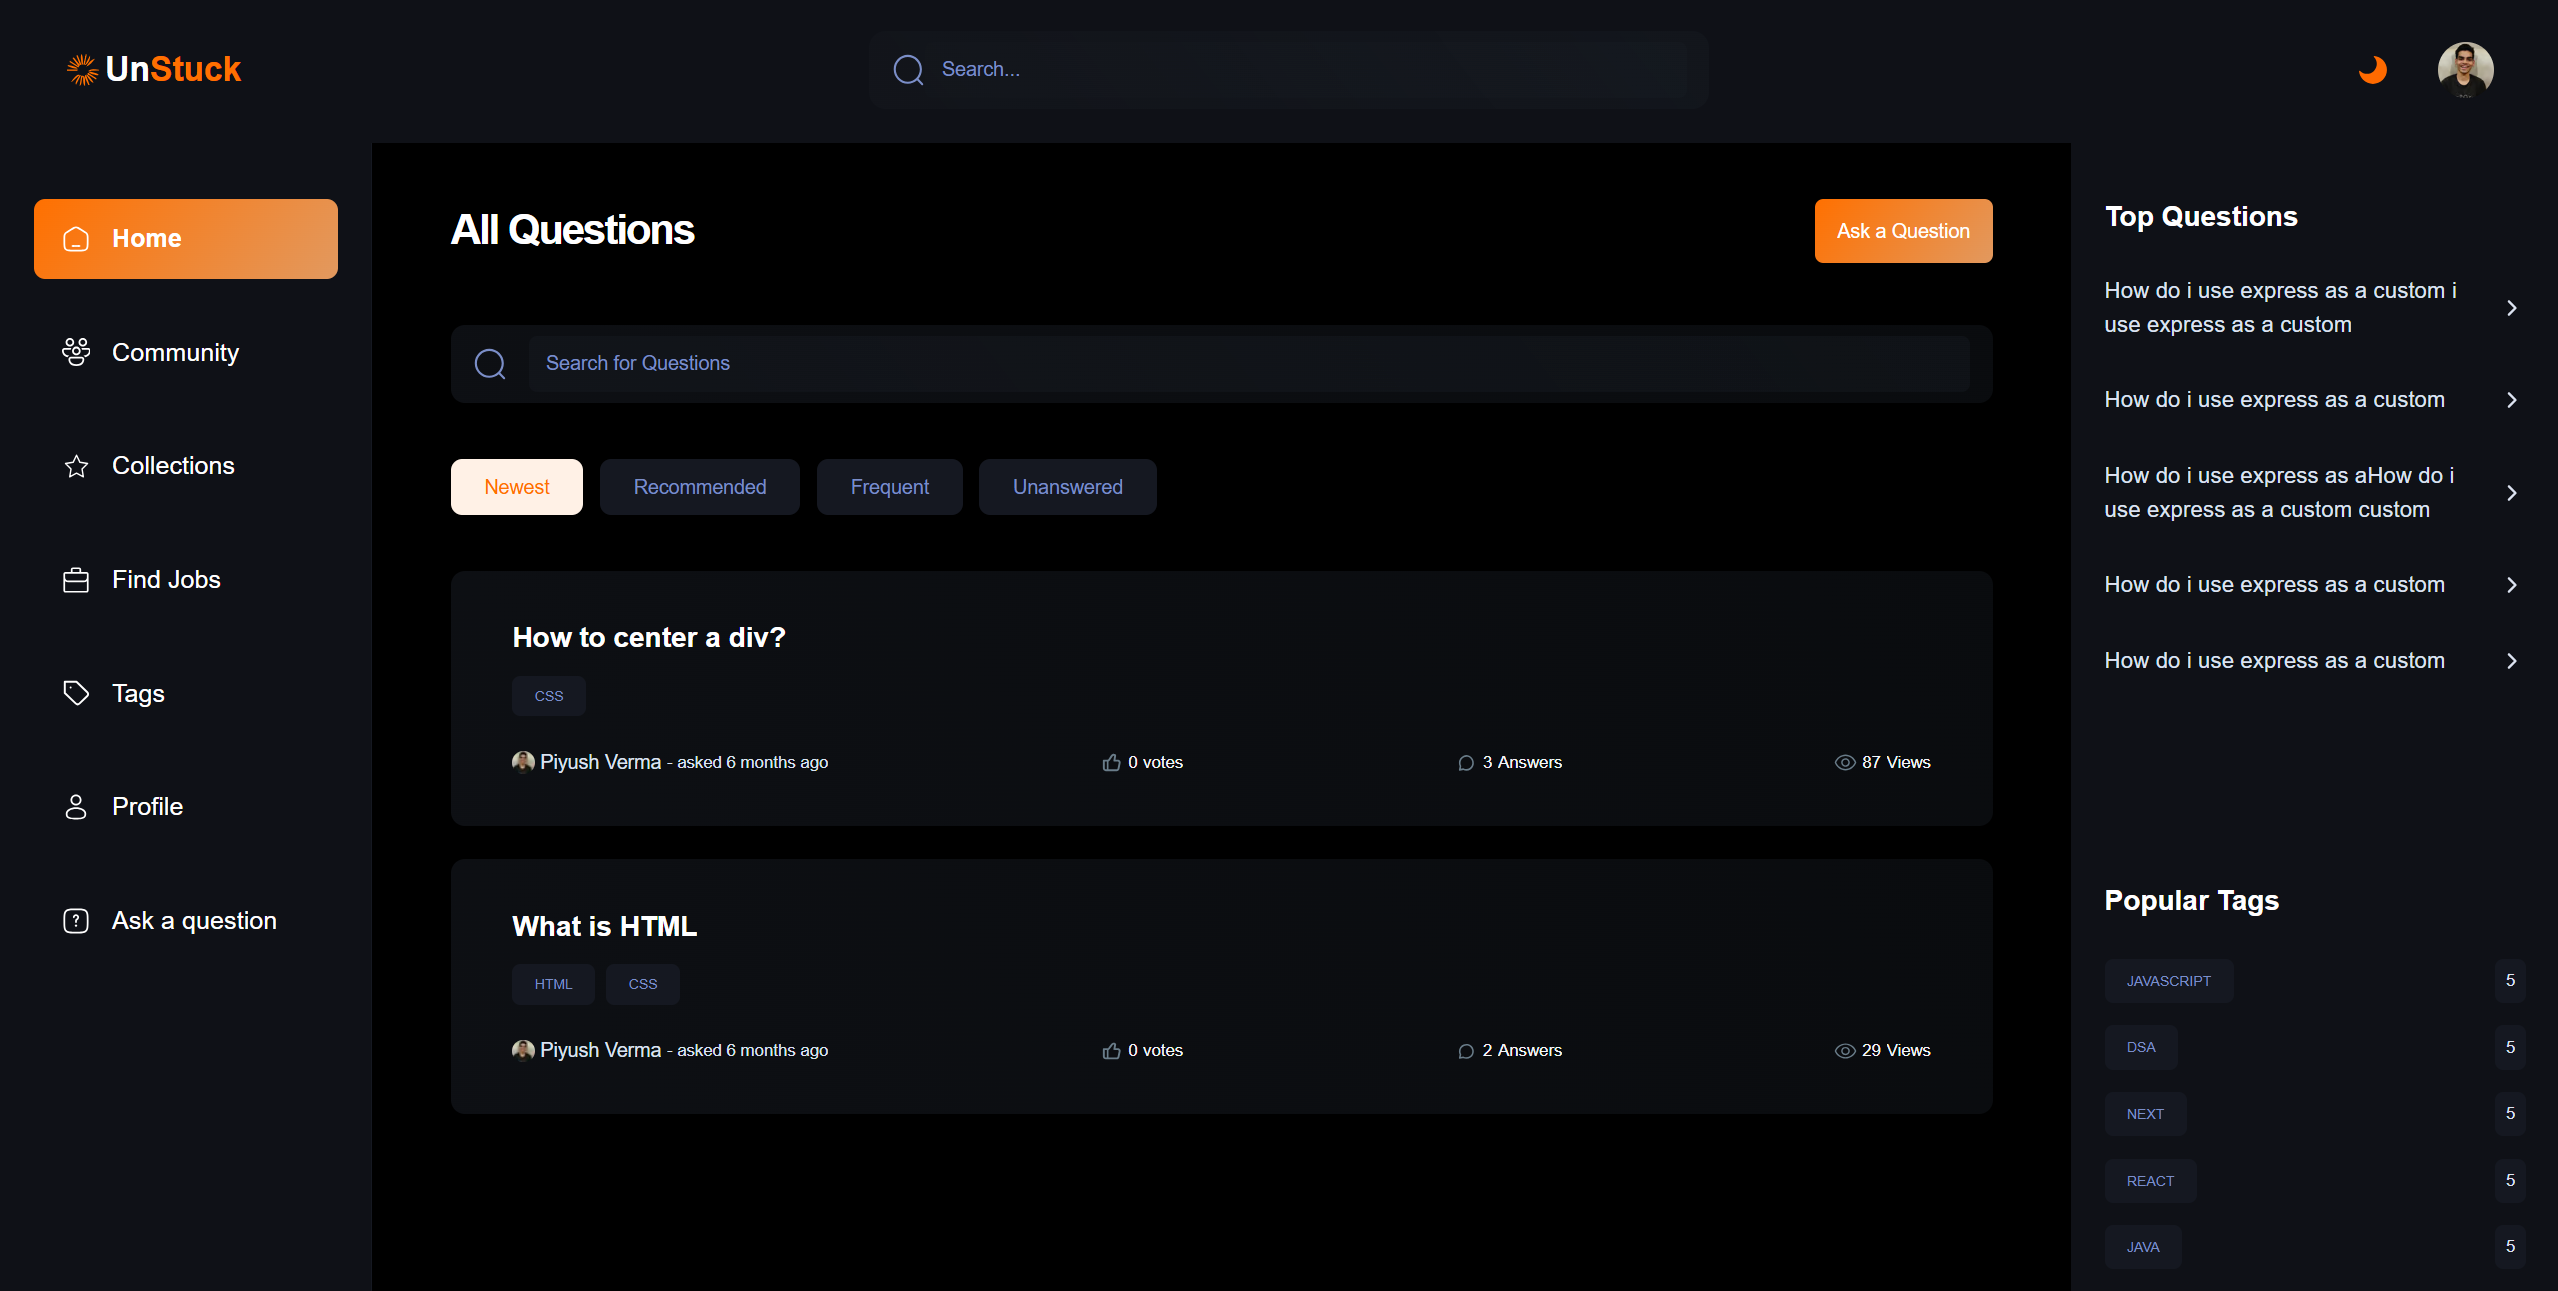 UnStuck
Search...
Home
Community
Collections
Find Jobs
Tags
Profile
Ask a question
All Questions
Ask a Question
Search for Questions
Newest
Recommended
Frequent
Unanswered
How to center a div?
CSS
Piyush Verma - asked 6 months ago
0 votes
3 Answers
87 Views
What is HTML
HTML
CSS
Piyush Verma - asked 6 months ago
0 votes
2 Answers
29 Views
Top Questions
How do i use express as a custom i
use express as a custom
How do i use express as a custom
How do i use express as aHow do i
use express as a custom custom
How do i use express as a custom
How do i use express as a custom
Popular Tags
JAVASCRIPT
5
DSA
5
NEXT
5
REACT
5
JAVA
5